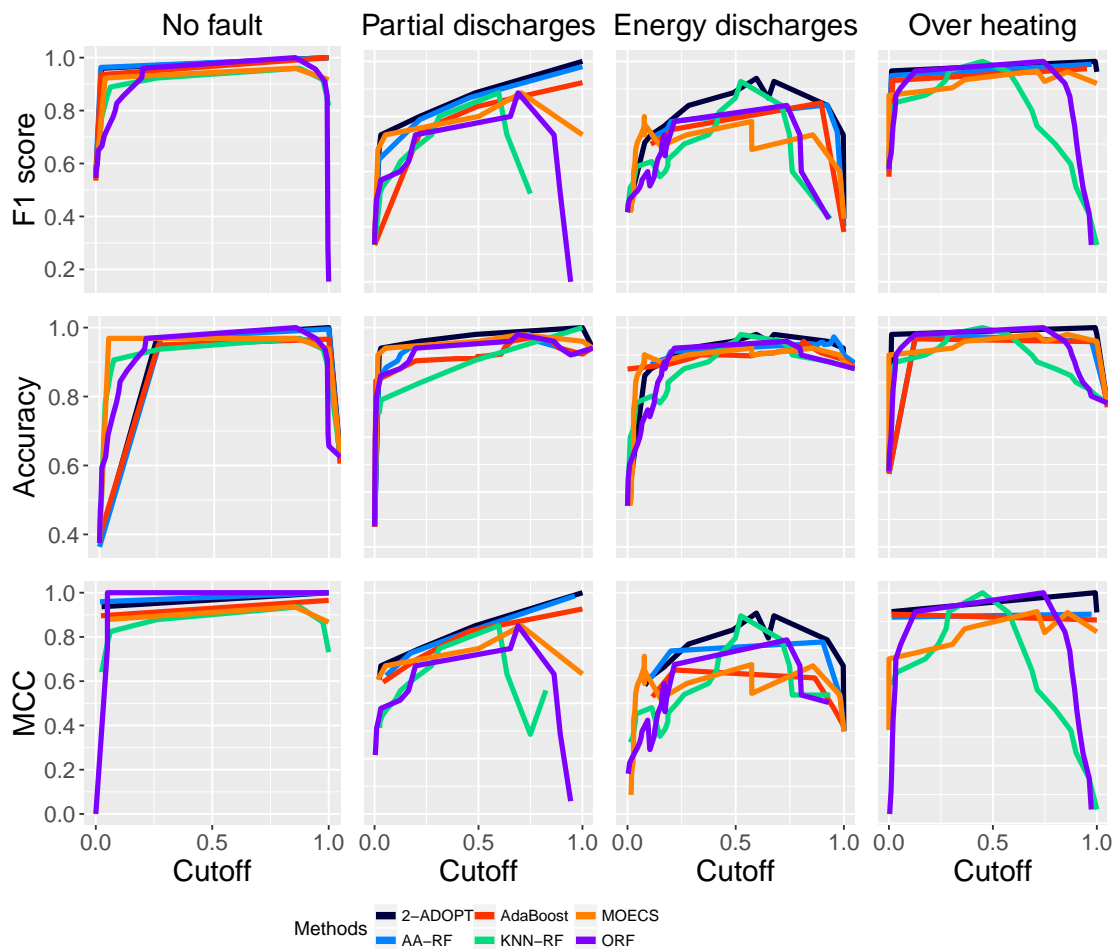 No fault Partial discharges Energy discharges Over heating
F1 score
1.0
0.8
0.6
0.4
0.2
Accuracy
1.0
0.8
0.6
0.4
MCC
1.0
0.8
0.6
0.4
0.2
0.0
0.0 0.5 1.0 0.0 0.5 1.0 0.0 0.5 1.0 0.0 0.5 1.0
Cutoff Cutoff Cutoff Cutoff
Methods
2−ADOPT AdaBoost MOECS
AA−RF KNN−RF ORF